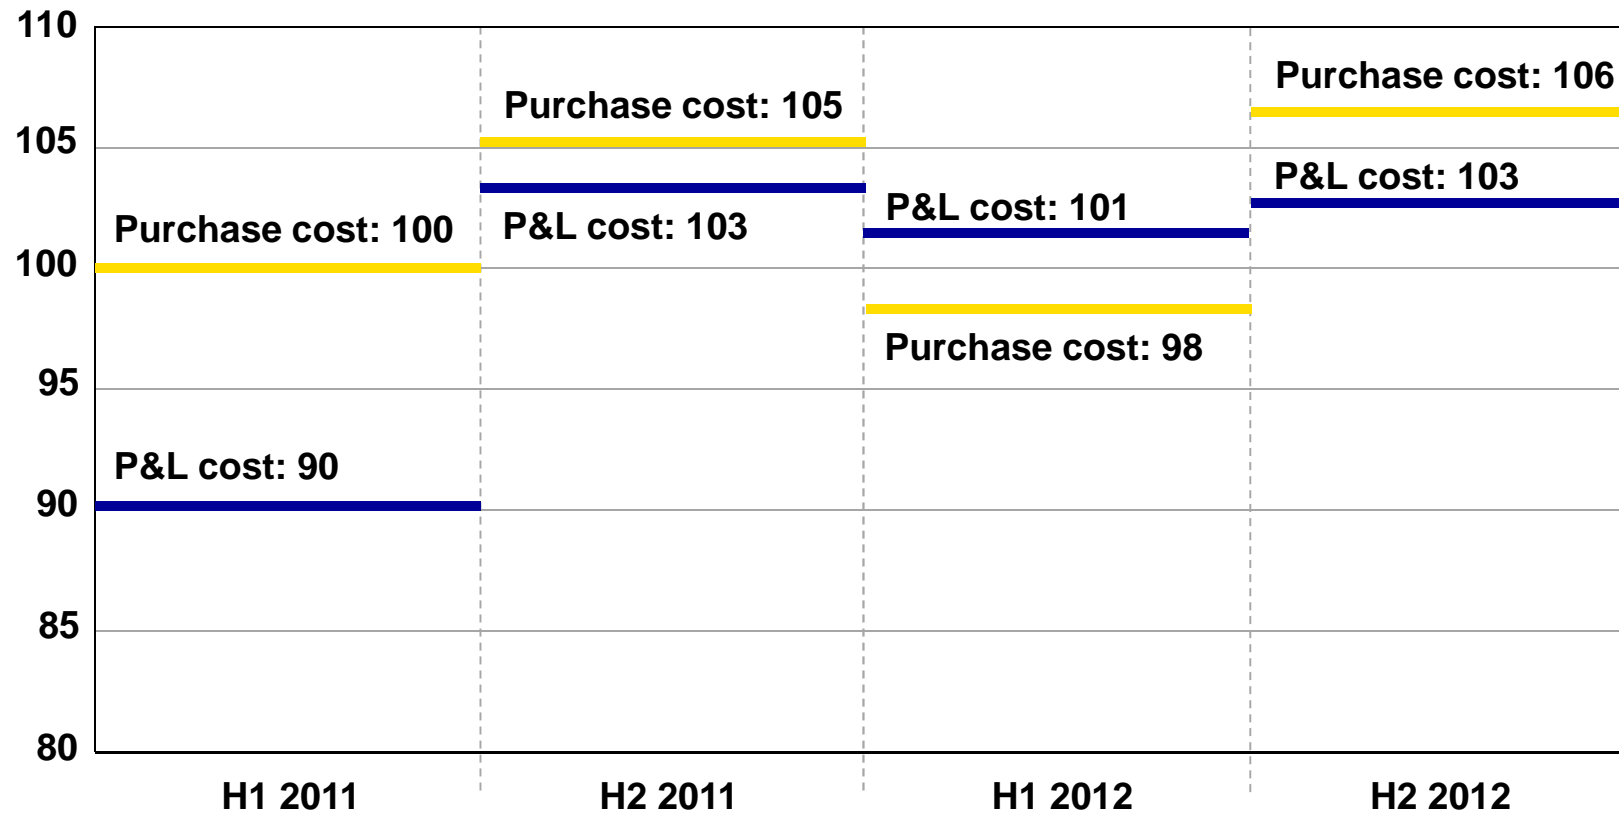 110
105
100
95
90
85
80
Purchase cost: 100
P&L cost: 90
Purchase cost: 105
P&L cost: 103
P&L cost: 101
Purchase cost: 98
Purchase cost: 106
P&L cost: 103
H1 2011
H2 2011
H1 2012
H2 2012